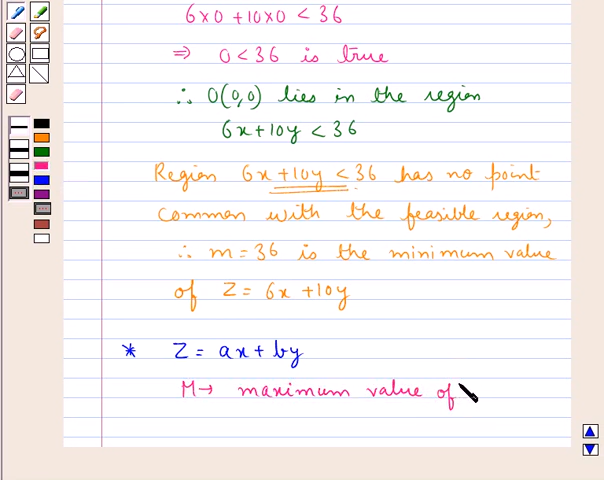 6×0 +10×0 < 36
⇒ 0 < 36 is true
∴ O(0,0) lies in the region
6x+10y < 36
Region 6x+10y < 36 has no point
common with the feasible region,
∴ m = 36 is the minimum value
of Z = 6x +10y
* Z = ax + by
M → maximum value of